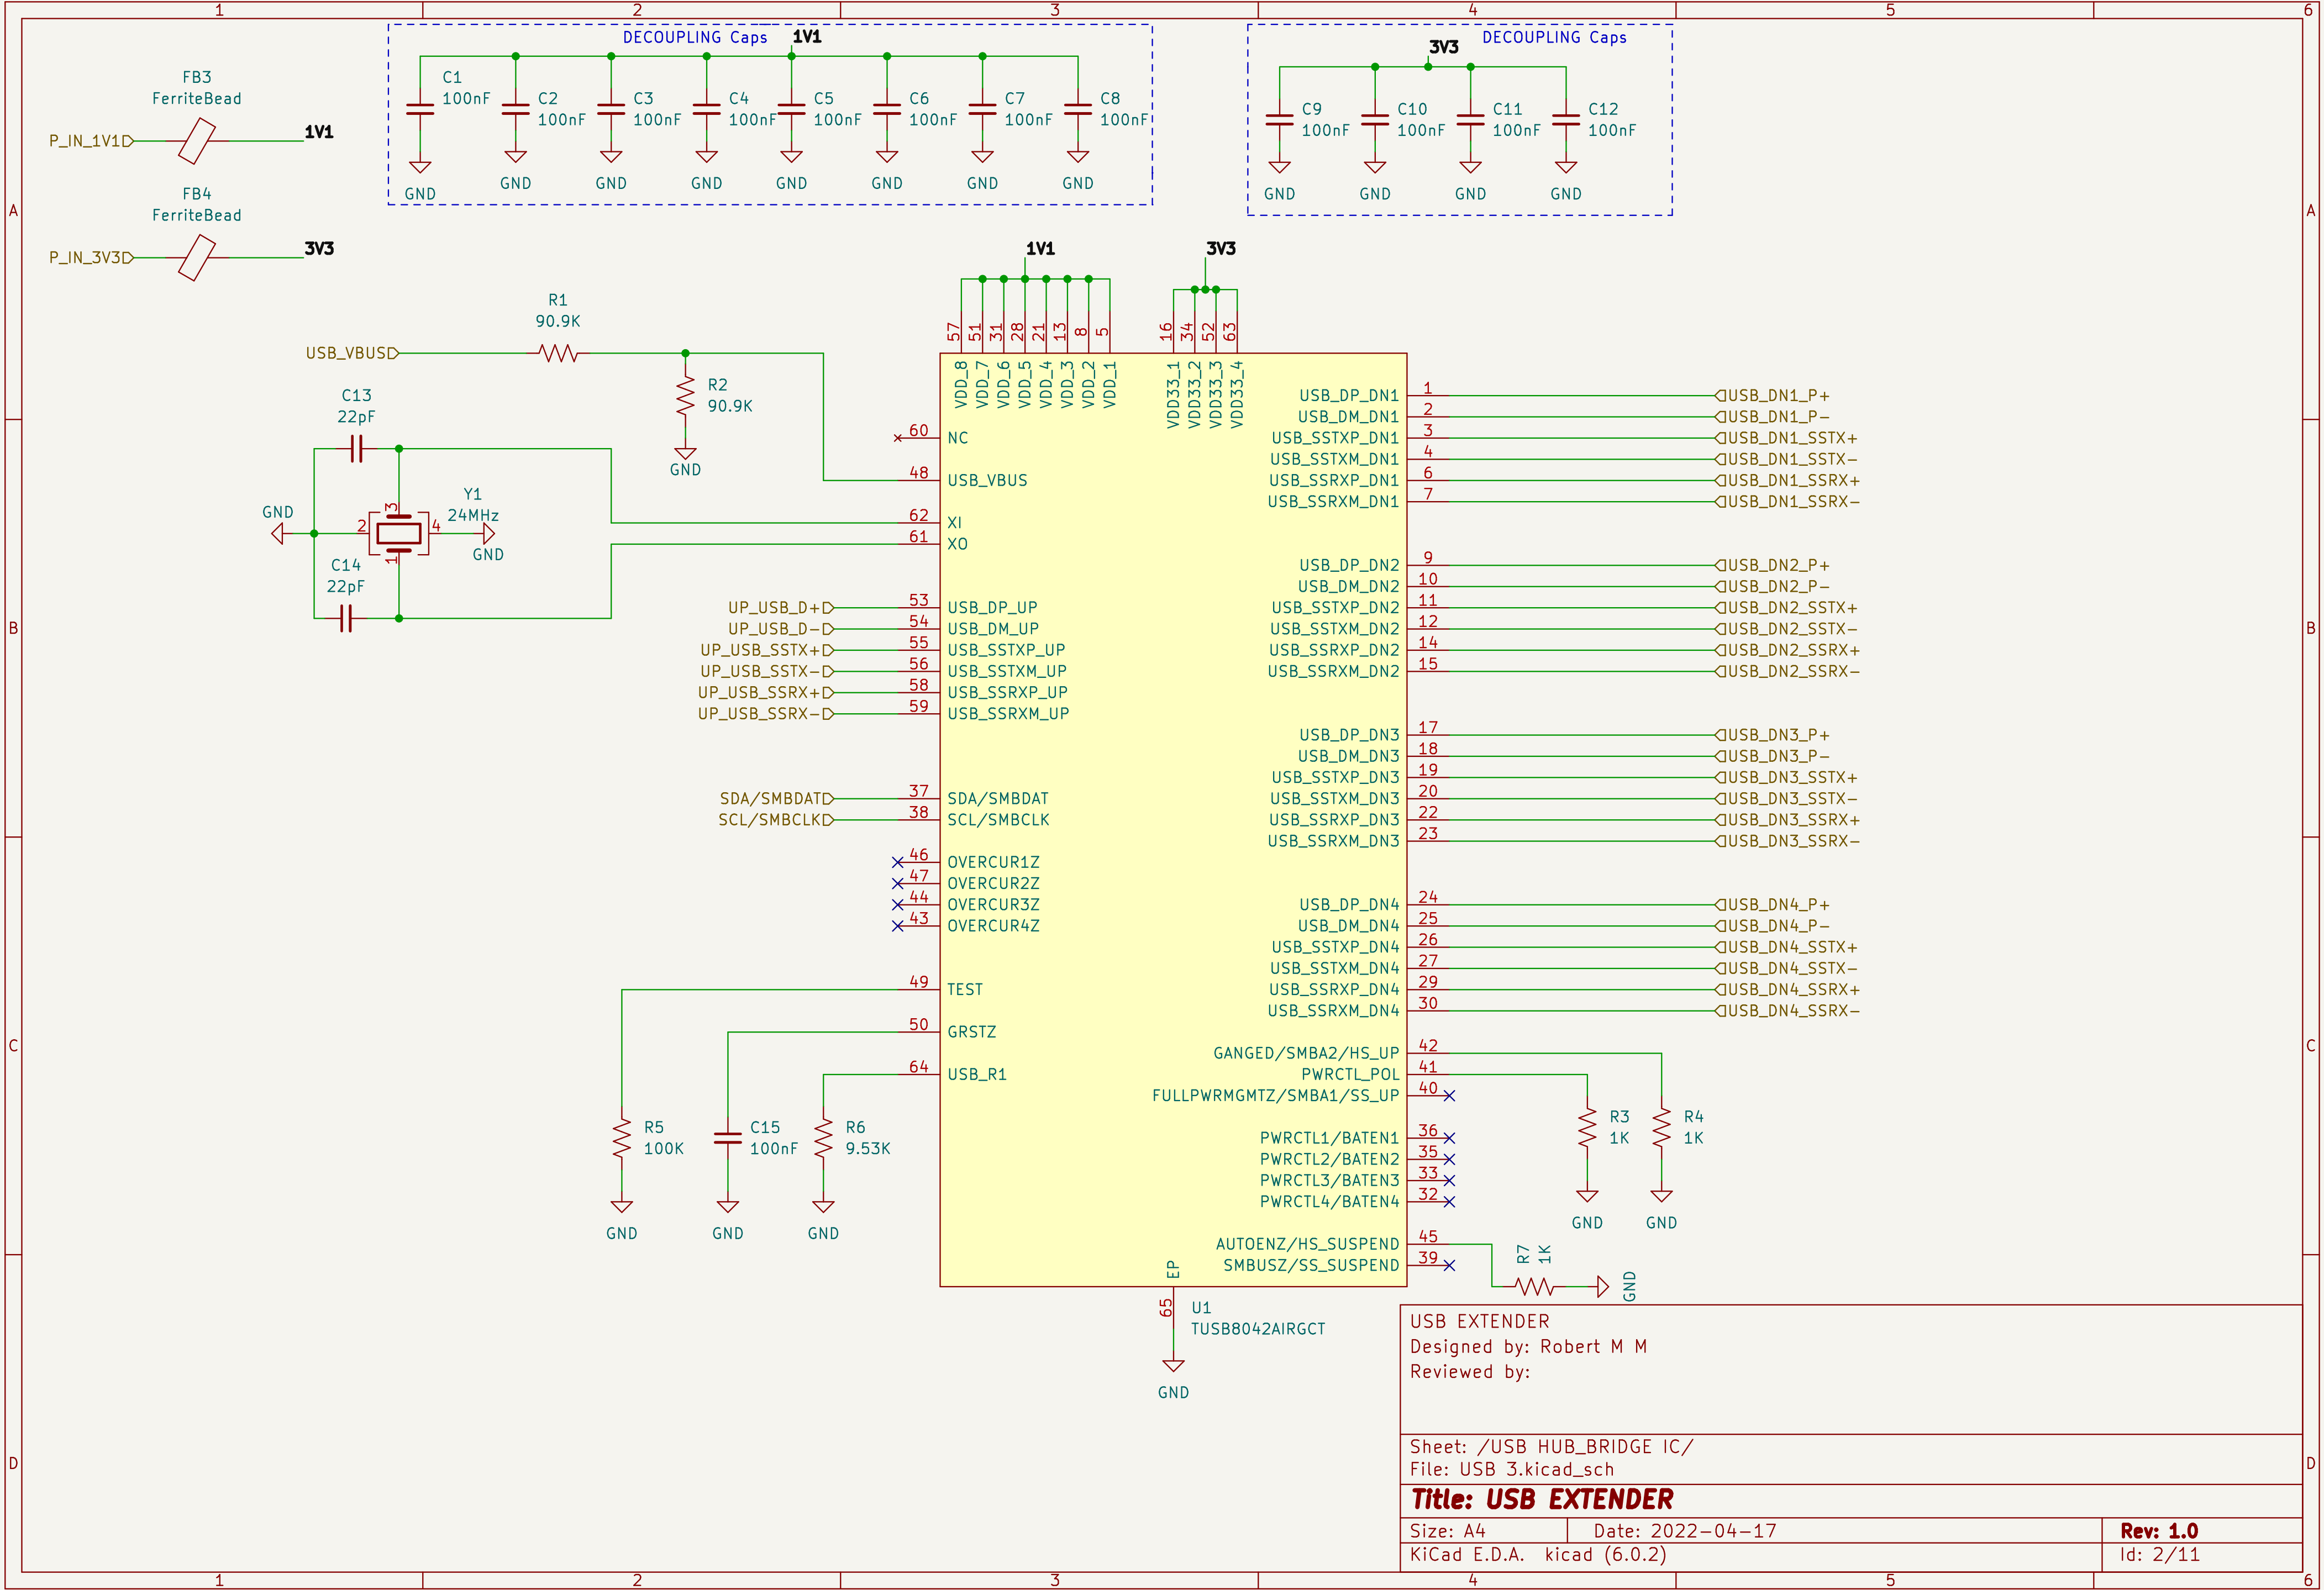 1 2 3 4 5 6
DECOUPLING Caps
1V1
C1
100nF
C2
100nF
C3
100nF
C4
100nF
C5
100nF
C6
100nF
C7
100nF
C8
100nF
GND GND GND GND GND GND GND GND
3V3
DECOUPLING Caps
C9
100nF
C10
100nF
C11
100nF
C12
100nF
GND GND GND GND
FB3
FerriteBead
P_IN_1V1
1V1
FB4
FerriteBead
P_IN_3V3
3V3
A A
R1
90.9K
USB_VBUS
R2
90.9K
GND
C13
22pF
Y1
24MHz
GND
2
3
4
1
GND
C14
22pF
B B
1V1
3V3
57 51 31 28 21 13 8 5
16 34 52 63
VDD_8 VDD_7 VDD_6 VDD_5 VDD_4 VDD_3 VDD_2 VDD_1
VDD33_1 VDD33_2 VDD33_3 VDD33_4
60 NC
48 USB_VBUS
62 XI
61 XO
UP_USB_D+ 53 USB_DP_UP
UP_USB_D- 54 USB_DM_UP
UP_USB_SSTX+ 55 USB_SSTXP_UP
UP_USB_SSTX- 56 USB_SSTXM_UP
UP_USB_SSRX+ 58 USB_SSRXP_UP
UP_USB_SSRX- 59 USB_SSRXM_UP
SDA/SMBDAT 37 SDA/SMBDAT
SCL/SMBCLK 38 SCL/SMBCLK
46 OVERCUR1Z
47 OVERCUR2Z
44 OVERCUR3Z
43 OVERCUR4Z
49 TEST
50 GRSTZ
64 USB_R1
R5
100K
C15
100nF
R6
9.53K
GND GND GND
USB_DP_DN1 1 USB_DN1_P+
USB_DM_DN1 2 USB_DN1_P-
USB_SSTXP_DN1 3 USB_DN1_SSTX+
USB_SSTXM_DN1 4 USB_DN1_SSTX-
USB_SSRXP_DN1 6 USB_DN1_SSRX+
USB_SSRXM_DN1 7 USB_DN1_SSRX-
USB_DP_DN2 9 USB_DN2_P+
USB_DM_DN2 10 USB_DN2_P-
USB_SSTXP_DN2 11 USB_DN2_SSTX+
USB_SSTXM_DN2 12 USB_DN2_SSTX-
USB_SSRXP_DN2 14 USB_DN2_SSRX+
USB_SSRXM_DN2 15 USB_DN2_SSRX-
USB_DP_DN3 17 USB_DN3_P+
USB_DM_DN3 18 USB_DN3_P-
USB_SSTXP_DN3 19 USB_DN3_SSTX+
USB_SSTXM_DN3 20 USB_DN3_SSTX-
USB_SSRXP_DN3 22 USB_DN3_SSRX+
USB_SSRXM_DN3 23 USB_DN3_SSRX-
USB_DP_DN4 24 USB_DN4_P+
USB_DM_DN4 25 USB_DN4_P-
USB_SSTXP_DN4 26 USB_DN4_SSTX+
USB_SSTXM_DN4 27 USB_DN4_SSTX-
USB_SSRXP_DN4 29 USB_DN4_SSRX+
USB_SSRXM_DN4 30 USB_DN4_SSRX-
GANGED/SMBA2/HS_UP 42
PWRCTL_POL 41
FULLPWRMGMTZ/SMBA1/SS_UP 40
PWRCTL1/BATEN1 36
PWRCTL2/BATEN2 35
PWRCTL3/BATEN3 33
PWRCTL4/BATEN4 32
AUTOENZ/HS_SUSPEND 45
SMBUSZ/SS_SUSPEND 39
R3
1K
R4
1K
GND GND
R7
1K
GND
C C
EP
65
U1
TUSB8042AIRGCT
GND
D D
USB EXTENDER
Designed by: Robert M M
Reviewed by:
Sheet: /USB HUB_BRIDGE IC/
File: USB 3.kicad_sch
Title: USB EXTENDER
Size: A4 Date: 2022-04-17 Rev: 1.0
KiCad E.D.A. kicad (6.0.2) Id: 2/11
1 2 3 4 5 6